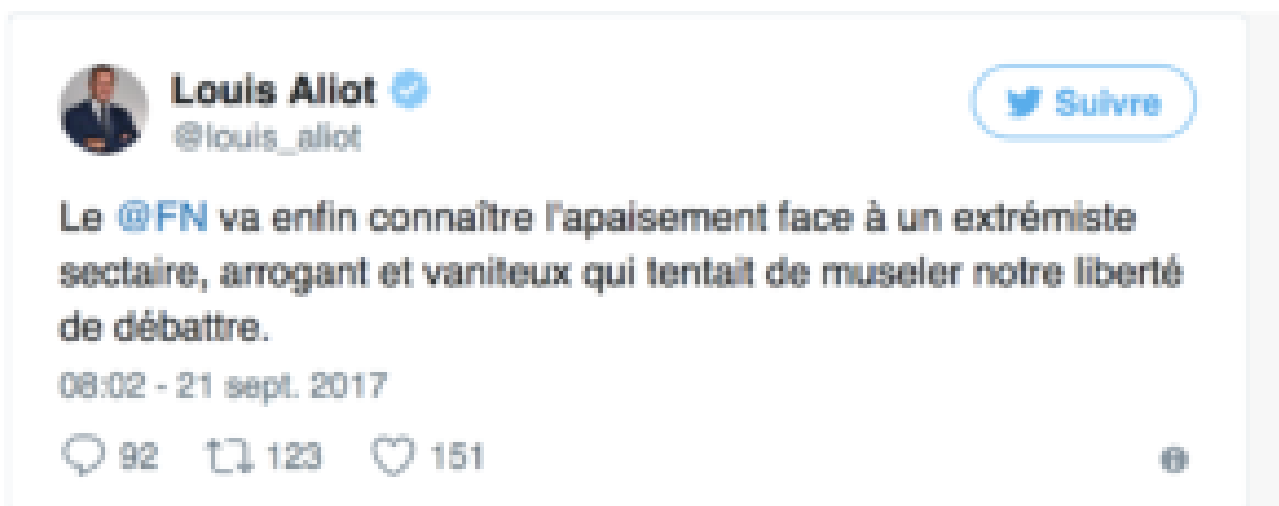 Louis Aliot
@louis_aliot
Suivre
Le @FN va enfin connaître l'apaisement face à un extrémiste
sectaire, arrogant et vaniteux qui tentait de museler notre liberté
de débattre.
08:02 - 21 sept. 2017
92 123 151